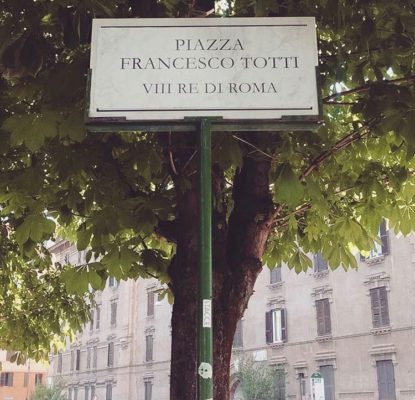 PIAZZA
FRANCESCO TOTTI
VIII RE DI ROMA